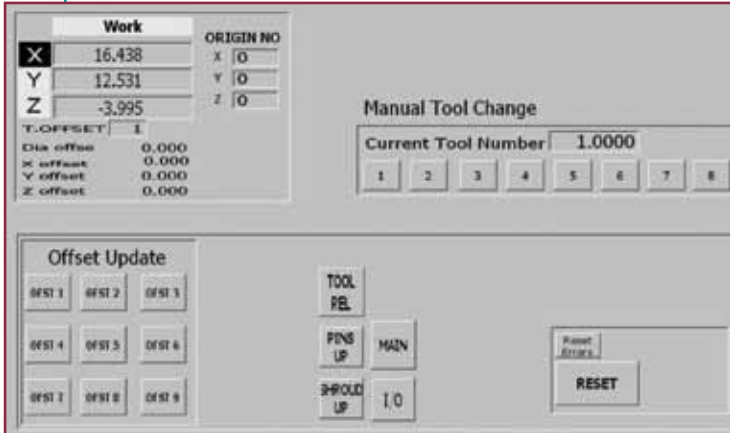 Work
ORIGIN NO
X 16.438 X 0
Y 12.531 Y 0
Z -3.995 Z 0
T.OFFSET 1
Dia offse 0.000
X offset 0.000
Y offset 0.000
Z offset 0.000
Manual Tool Change
Current Tool Number 1.0000
1 2 3 4 5 6 7 8
Offset Update
OFST 1 OFST 2 OFST 3
OFST 4 OFST 5 OFST 6
OFST 7 OFST 8 OFST 9
TOOL
REL
PINS
UP
MAIN
SHROUD
UP
I/O
Reset
Errors
RESET